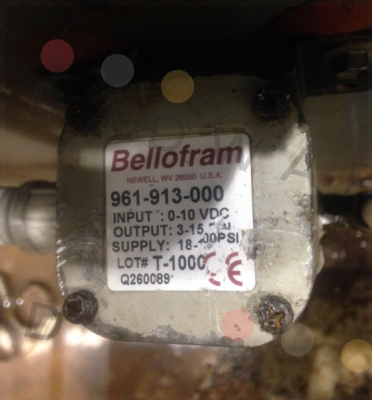 Bellofram
NEWELL, WV 26050 U.S.A.
961-913-000
INPUT : 0-10 VDC
OUTPUT: 3-15
SUPPLY: 18-
LOT# T-1000 CE
Q260089